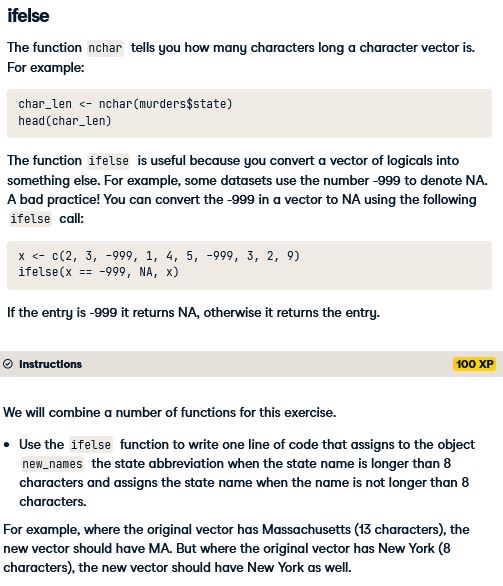 ifelse
The function nchar tells you how many characters long a character vector is.
For example:
char_len <- nchar(murders$state)
head(char_len)
The function ifelse is useful because you convert a vector of logicals into
something else. For example, some datasets use the number -999 to denote NA.
A bad practice! You can convert the -999 in a vector to NA using the following
ifelse call:
x <- c(2, 3, -999, 1, 4, 5, -999, 3, 2, 9)
ifelse(x == -999, NA, x)
If the entry is -999 it returns NA, otherwise it returns the entry.
Instructions 100 XP
We will combine a number of functions for this exercise.
• Use the ifelse function to write one line of code that assigns to the object
new_names the state abbreviation when the state name is longer than 8
characters and assigns the state name when the name is not longer than 8
characters.
For example, where the original vector has Massachusetts (13 characters), the
new vector should have MA. But where the original vector has New York (8
characters), the new vector should have New York as well.